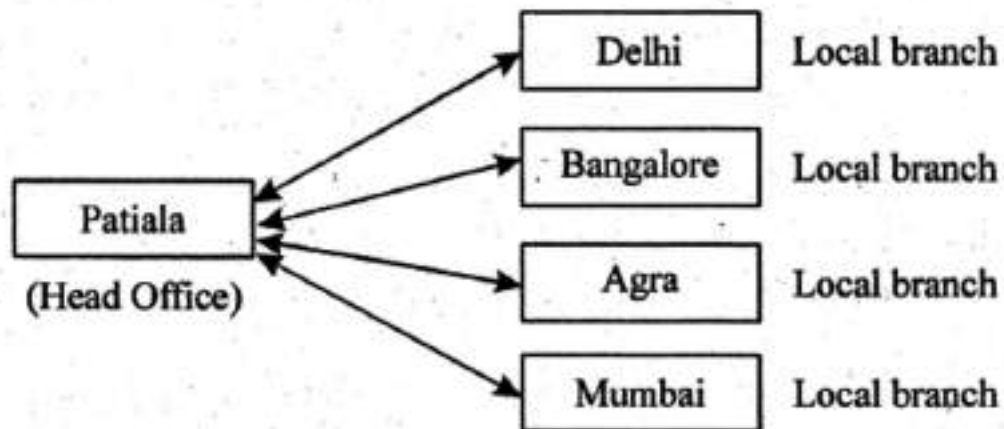 Delhi Local branch
Bangalore Local branch
Patiala
Agra Local branch
(Head Office)
Mumbai Local branch